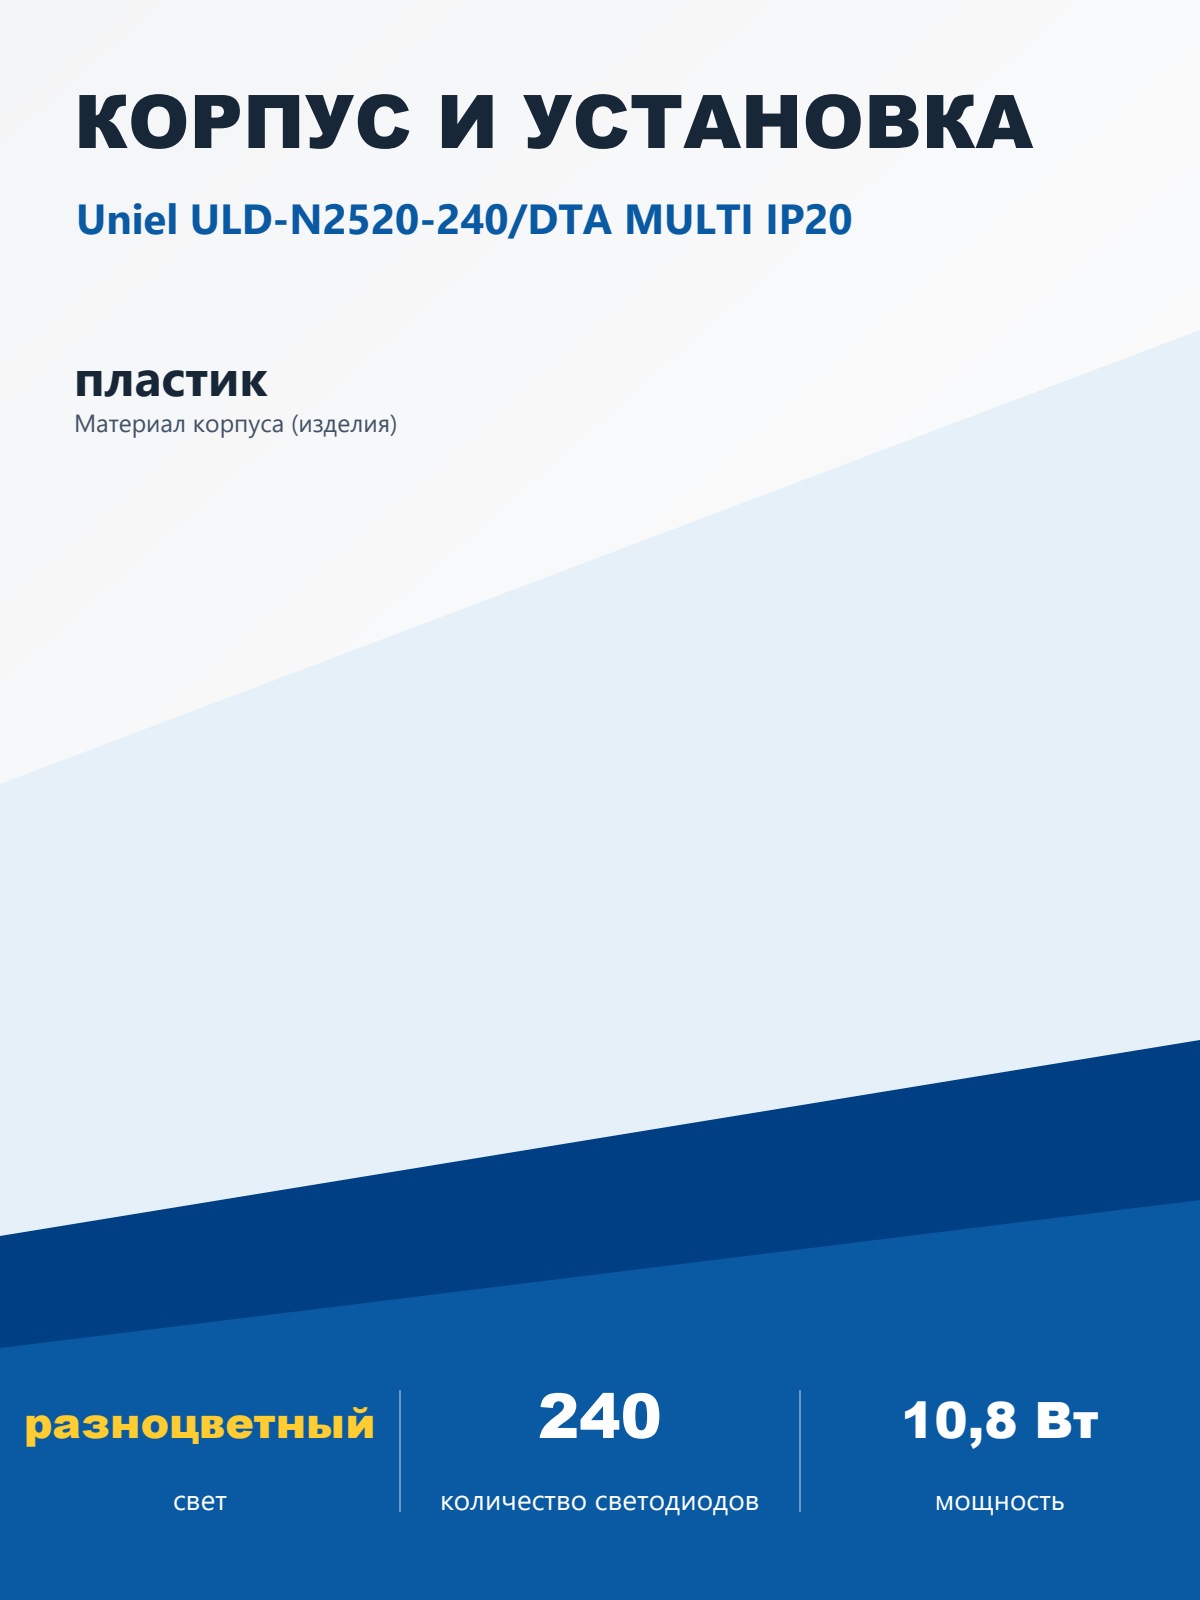 КОРПУС И УСТАНОВКА
Uniel ULD-N2520-240/DTA MULTI IP20
пластик
Материал корпуса (изделия)
разноцветный
свет
240
количество светодиодов
10,8 Вт
мощность